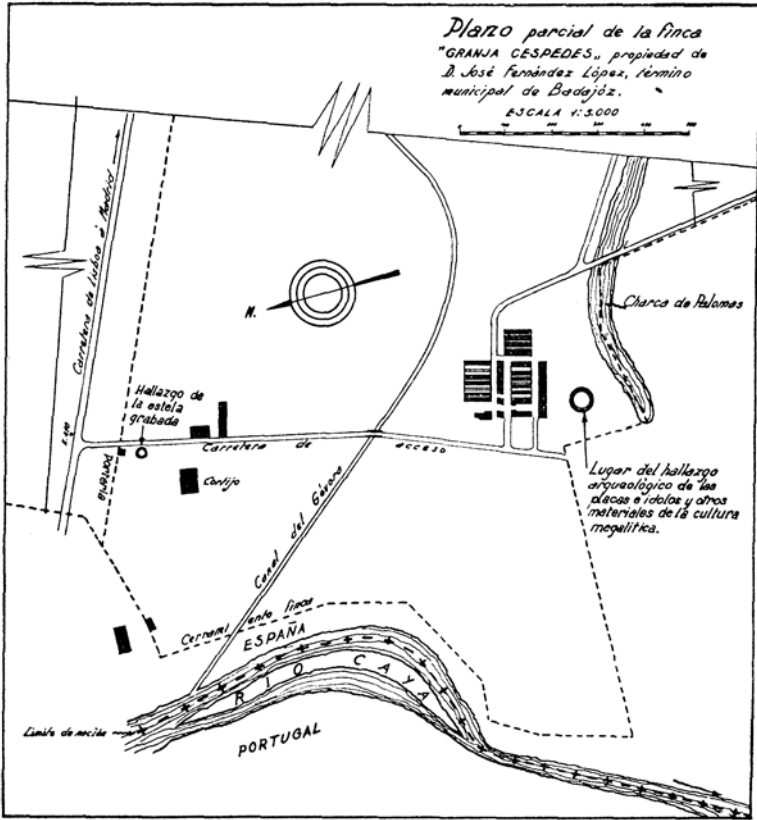 Plano parcial de la finca
"GRANJA CESPEDES„ propiedad de
D. José Fernández López, término
municipal de Badajóz.
ESCALA 1:5.000
Carretera de Lisboa á Madrid
N.
Charca de Palomas
Hallazgo de
la estela
grabada
Carretera de acceso
portería
Cortijo
Lugar del hallazgo
arqueológico de las
placas e idolos y otros
materiales de la cultura
megalítica.
Canal del Gévora
Cerramiento finca
ESPAÑA
RIO CAYA
Límite de nación
PORTUGAL